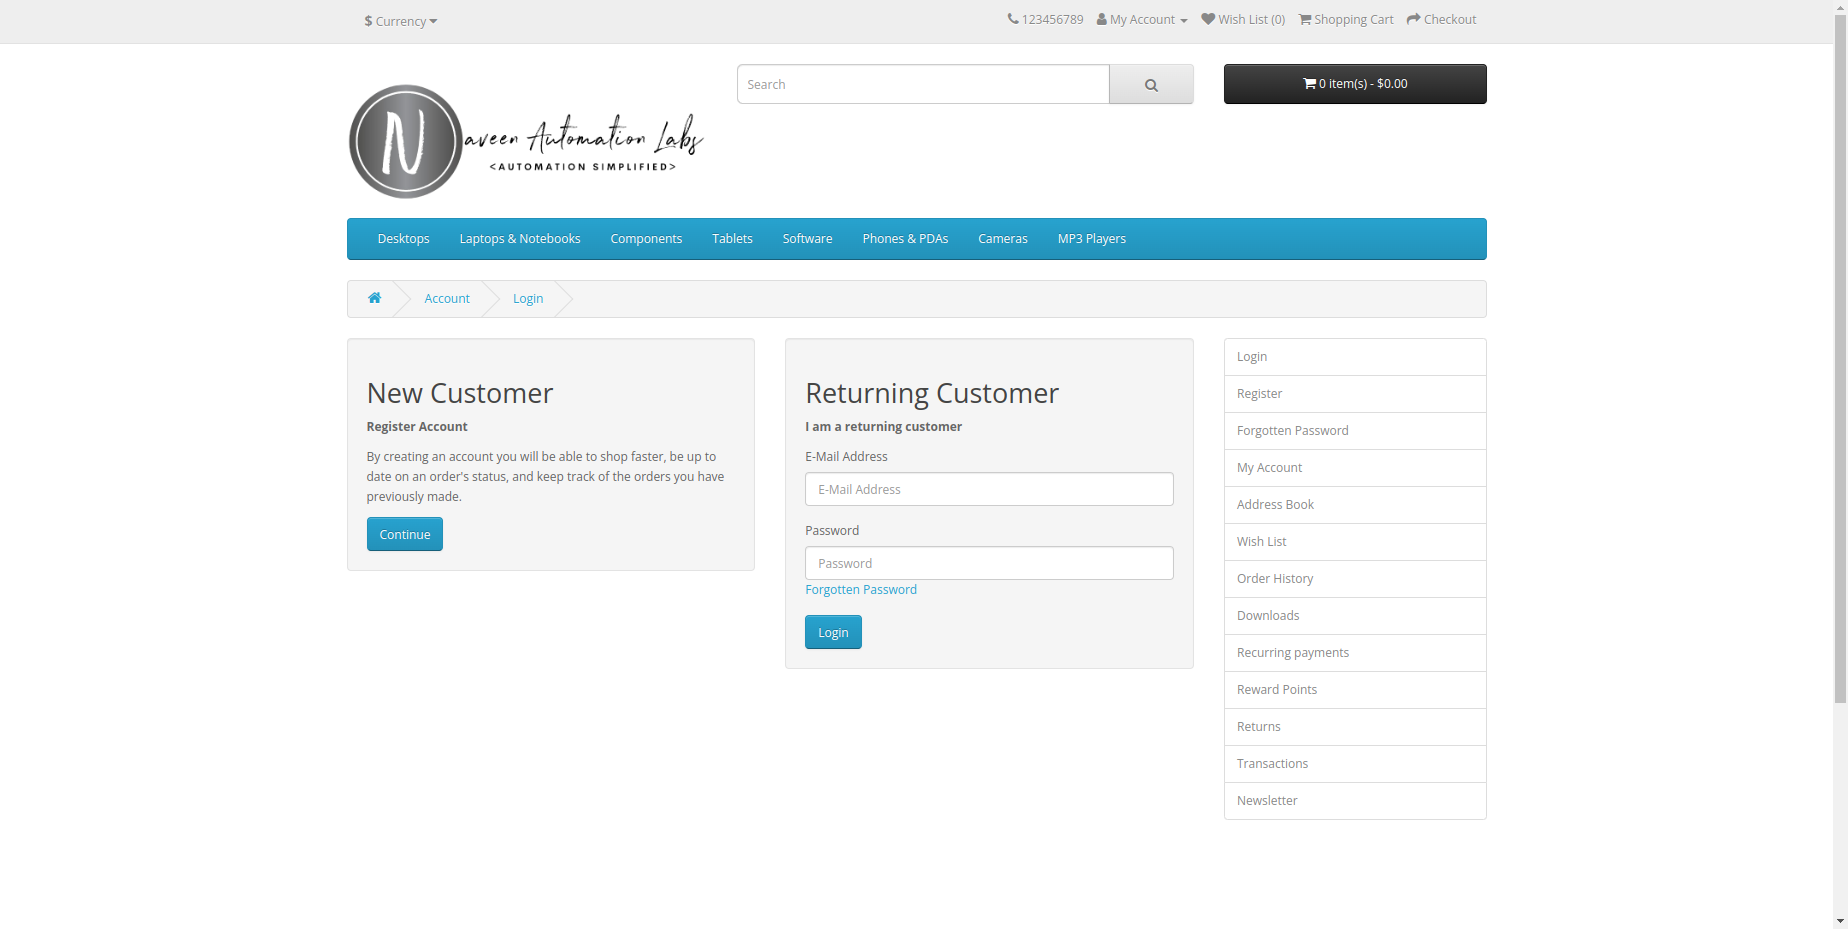 $ Currency
123456789 My Account Wish List (0) Shopping Cart Checkout
Search
0 item(s) - $0.00
N aveen Automation Labs
<AUTOMATION SIMPLIFIED>
Desktops Laptops & Notebooks Components Tablets Software Phones & PDAs Cameras MP3 Players
Account Login
New Customer
Register Account
By creating an account you will be able to shop faster, be up to
date on an order's status, and keep track of the orders you have
previously made.
Continue
Returning Customer
I am a returning customer
E-Mail Address
E-Mail Address
Password
Password
Forgotten Password
Login
Login
Register
Forgotten Password
My Account
Address Book
Wish List
Order History
Downloads
Recurring payments
Reward Points
Returns
Transactions
Newsletter